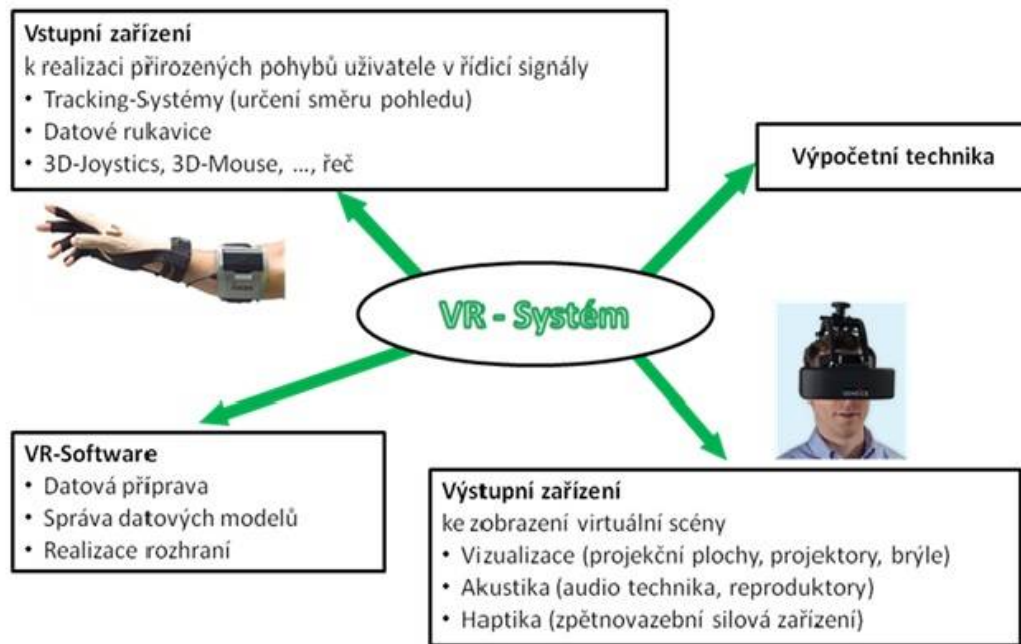 Vstupní zařízení
k realizaci přirozených pohybů uživatele v řídicí signály
• Tracking-Systémy (určení směru pohledu)
• Datové rukavice
• 3D-Joystics, 3D-Mouse, ..., řeč
Výpočetní technika
VR - Systém
VR-Software
• Datová příprava
• Správa datových modelů
• Realizace rozhraní
Výstupní zařízení
ke zobrazení virtuální scény
• Vizualizace (projekční plochy, projektory, brýle)
• Akustika (audio technika, reproduktory)
• Haptika (zpětnovazební silová zařízení)